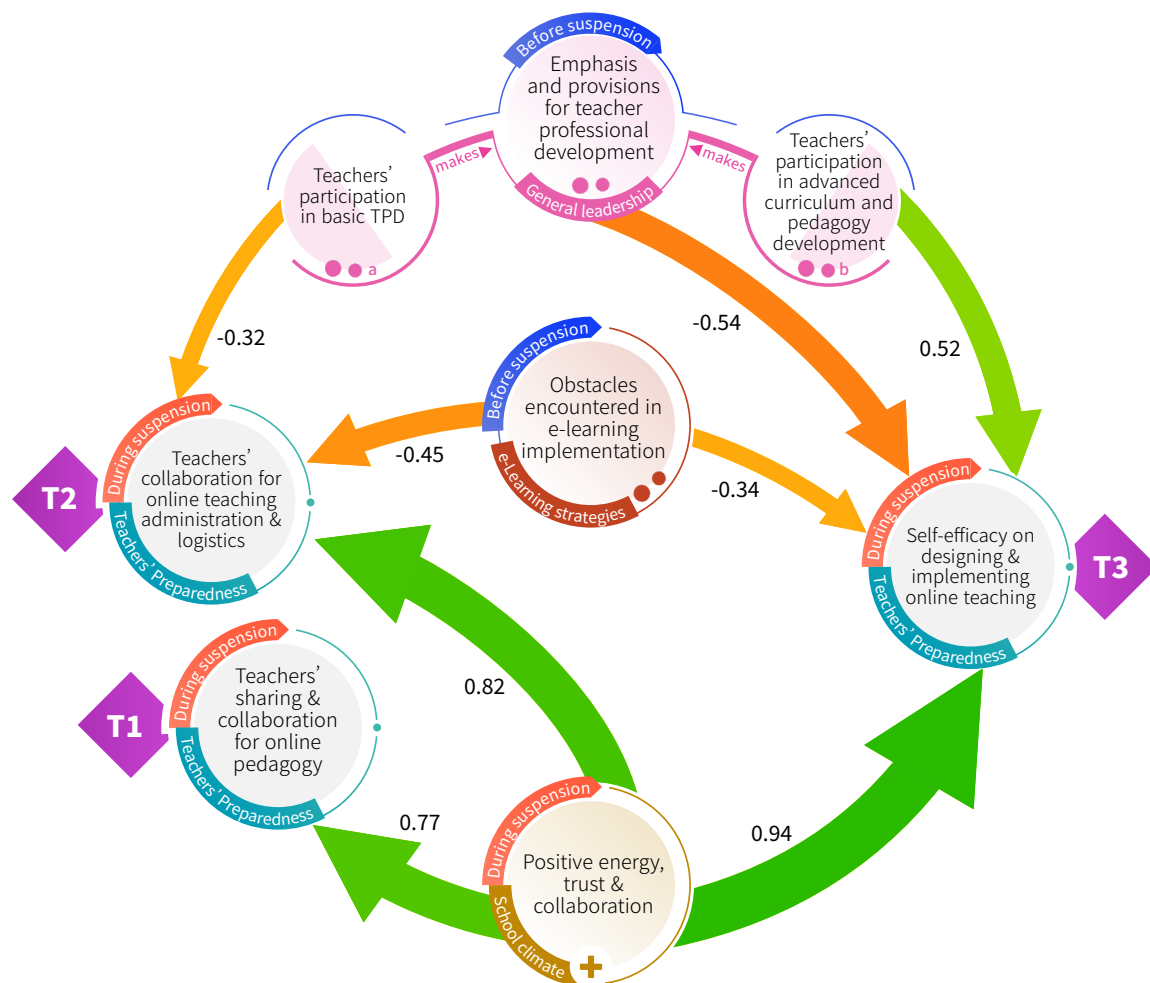 Before suspension
Emphasis
and provisions
for teacher
professional
development
General leadership
makes
makes
Teachers'
participation
in basic TPD
a
Teachers'
participation
in advanced
curriculum and
pedagogy
development
b
-0.32
-0.54
0.52
Before suspension
Obstacles
encountered in
e-learning
implementation
e-Learning strategies
-0.45
-0.34
T2
During suspension
Teachers'
collaboration for
online teaching
administration &
logistics
Teachers' Preparedness
During suspension
Self-efficacy on
designing &
implementing
online teaching
Teachers' Preparedness
T3
T1
During suspension
Teachers'
sharing &
collaboration
for online
pedagogy
Teachers' Preparedness
0.82
0.77
0.94
During suspension
Positive energy,
trust &
collaboration
School climate